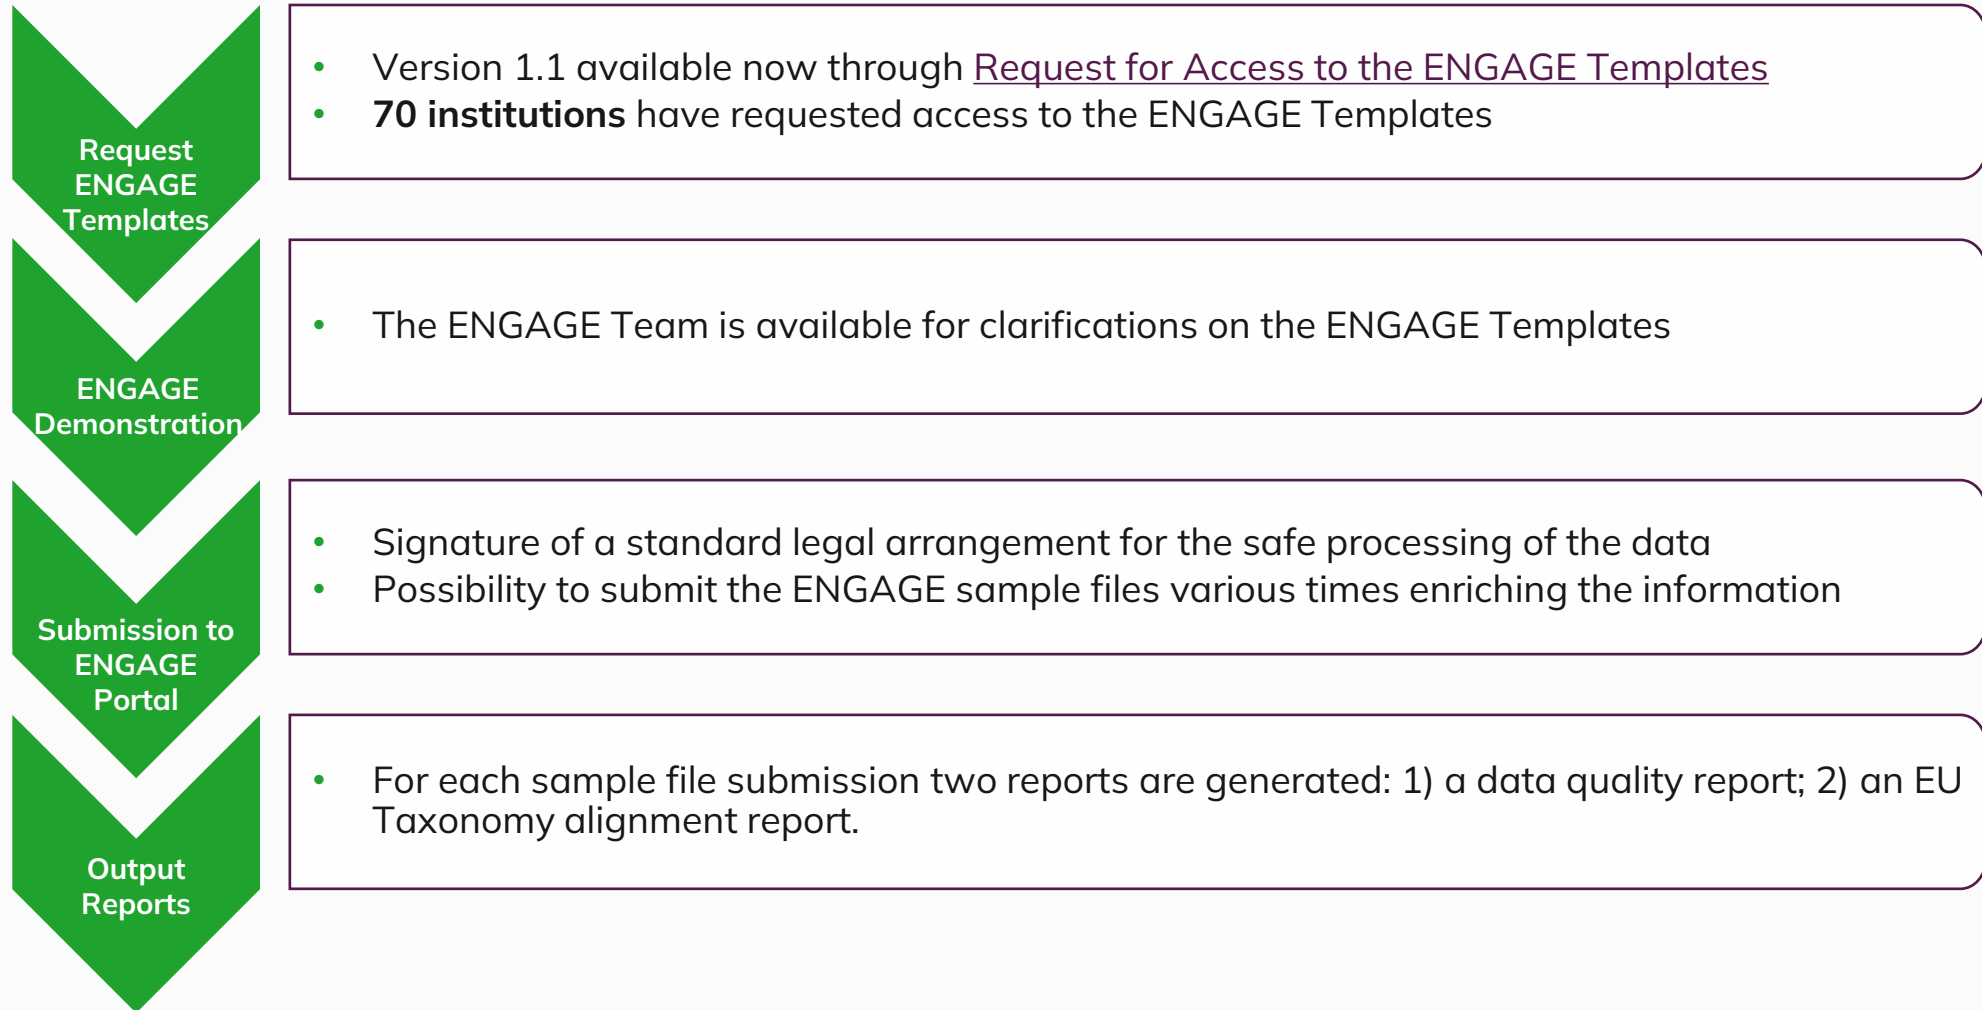 Request
ENGAGE
Templates
• Version 1.1 available now through Request for Access to the ENGAGE Templates
• 70 institutions have requested access to the ENGAGE Templates
ENGAGE
Demonstration
• The ENGAGE Team is available for clarifications on the ENGAGE Templates
Submission to
ENGAGE
Portal
• Signature of a standard legal arrangement for the safe processing of the data
• Possibility to submit the ENGAGE sample files various times enriching the information
Output
Reports
• For each sample file submission two reports are generated: 1) a data quality report; 2) an EU
Taxonomy alignment report.